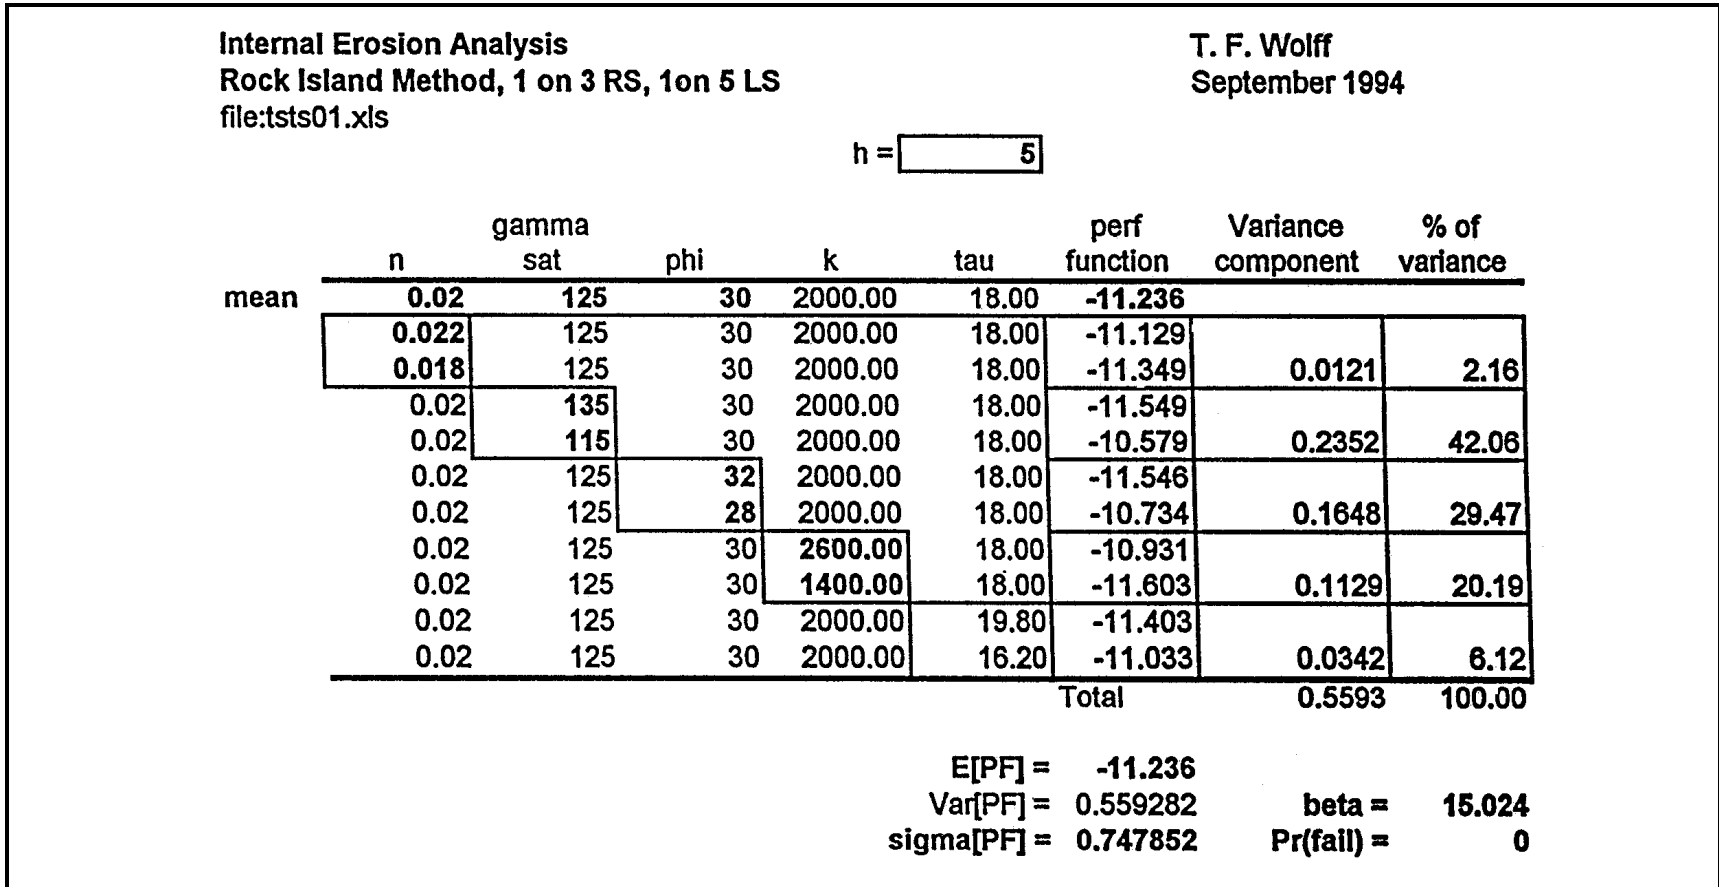 Internal Erosion Analysis T. F. Wolff
Rock Island Method, 1 on 3 RS, 1on 5 LS September 1994
file:tsts01.xls
h = 5
gamma perf Variance % of
n sat phi k tau function component variance
mean 0.02 125 30 2000.00 18.00 -11.236
0.022 125 30 2000.00 18.00 -11.129
0.018 125 30 2000.00 18.00 -11.349 0.0121 2.16
0.02 135 30 2000.00 18.00 -11.549
0.02 115 30 2000.00 18.00 -10.579 0.2352 42.06
0.02 125 32 2000.00 18.00 -11.546
0.02 125 28 2000.00 18.00 -10.734 0.1648 29.47
0.02 125 30 2600.00 18.00 -10.931
0.02 125 30 1400.00 18.00 -11.603 0.1129 20.19
0.02 125 30 2000.00 19.80 -11.403
0.02 125 30 2000.00 16.20 -11.033 0.0342 6.12
Total 0.5593 100.00
E[PF] = -11.236
Var[PF] = 0.559282 beta = 15.024
sigma[PF] = 0.747852 Pr(fail) = 0